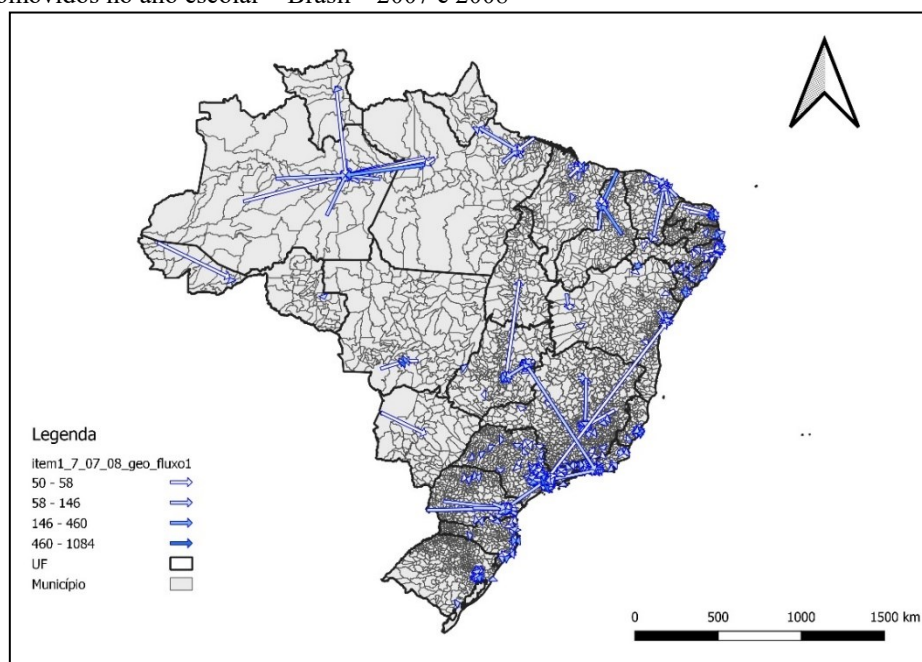 no ano escolar – Brasil – 2007 e 2008
Legenda
item1_7_07_08_geo_fluxo1
50 - 58
58 - 146
146 - 460
460 - 1084
UF
Município
0 500 1000 1500 km